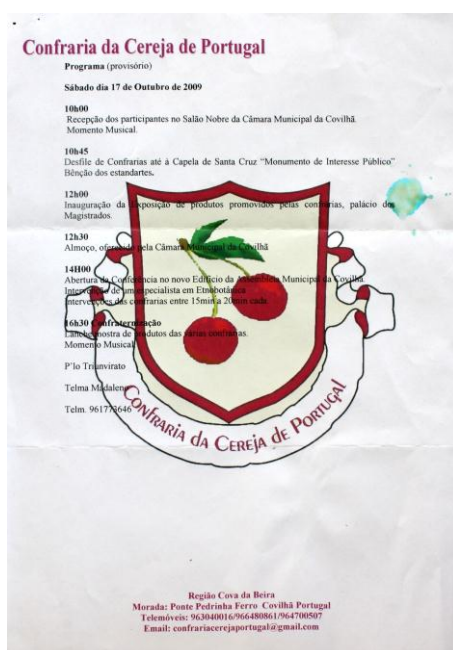 Confraria da Cereja de Portugal
Programa (provisório)
Sábado dia 17 de Outubro de 2009
10h00
Recepção dos participantes no Salão Nobre da Câmara Municipal da Covilhã.
Momento Musical.
10h45
Desfile de Confrarias até á Capela de Santa Cruz “Monumento de Interesse Público”
Bênção dos estandartes.
12h00
Inauguração da Exposição de produtos promovidos pelas confrarias, palácio dos
Magistrados.
12h30
Almoço, oferecido pela Câmara Municipal da Covilhã
14H00
Abertura da Conferência no novo Edifício da Assembleia Municipal da Covilhã.
Intervenção de um especialista em Etnobotânica
Intervenções das confrarias entre 15min a 20min cada.
16h30 Confraternização
Lanche mostra de produtos das várias confrarias.
Momento Musical
P’lo Triunvirato
Telma Madalena
Telm. 961773646
CONFRARIA DA CEREJA DE PORTUGAL
Região Cova da Beira
Morada: Ponte Pedrinha Ferro Covilhã Portugal
Telemóveis: 963040016/966480861/964700507
Email: confrariacerejaportugal@gmail.com